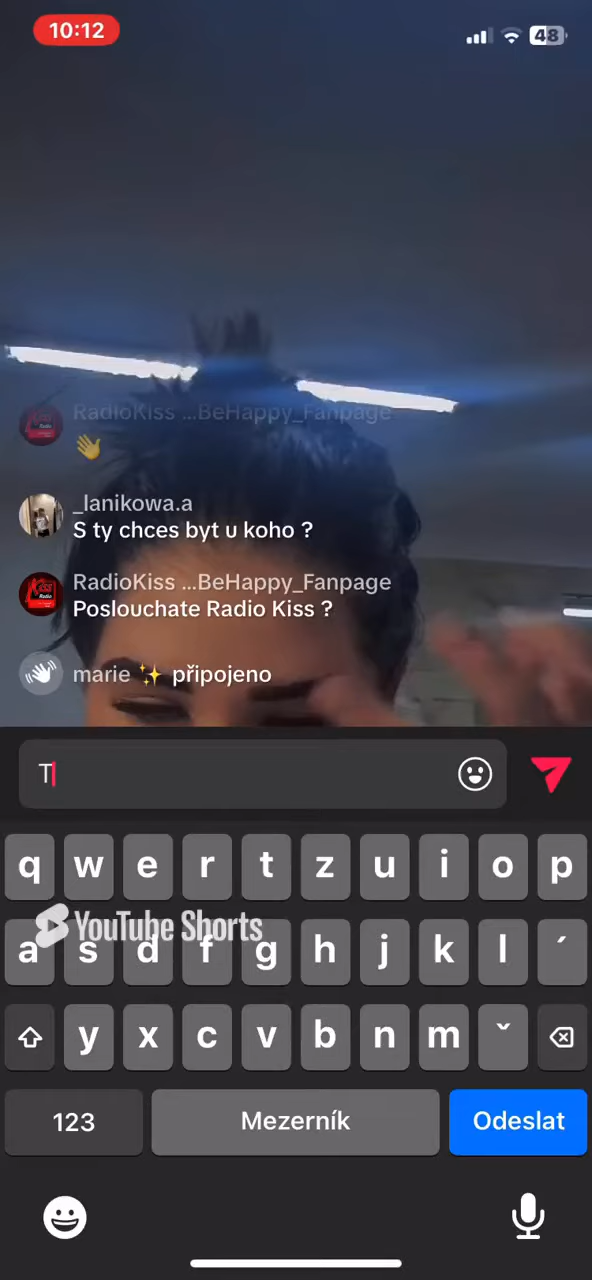 10:12
48
RadioKiss ...BeHappy_Fanpage
👋
_lanikowa.a
S ty chces byt u koho ?
RadioKiss ...BeHappy_Fanpage
Poslouchate Radio Kiss ?
marie ✨ připojeno
T
q w e r t z u i o p
YouTube Shorts
a s d f g h j k l ´
y x c v b n m ˇ
123 Mezerník Odeslat